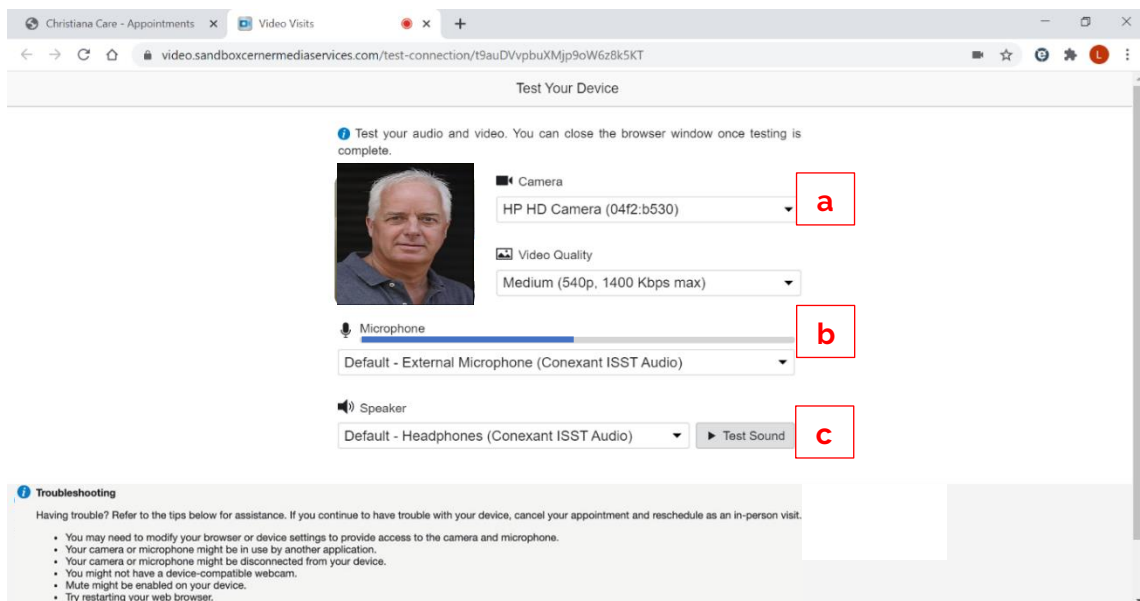 Christiana Care - Appointments
Video Visits
video.sandboxcernermediaservices.com/test-connection/t9auDVvpbuXMjp9oW6z8k5KT
L
Test Your Device
Test your audio and video. You can close the browser window once testing is
complete.
Camera
HP HD Camera (04f2:b530)
a
Video Quality
Medium (540p, 1400 Kbps max)
Microphone
b
Default - External Microphone (Conexant ISST Audio)
Speaker
Default - Headphones (Conexant ISST Audio)
Test Sound
c
Troubleshooting
Having trouble? Refer to the tips below for assistance. If you continue to have trouble with your device, cancel your appointment and reschedule as an in-person visit.
• You may need to modify your browser or device settings to provide access to the camera and microphone.
• Your camera or microphone might be in use by another application.
• Your camera or microphone might be disconnected from your device.
• You might not have a device-compatible webcam.
• Mute might be enabled on your device.
• Try restarting your web browser.